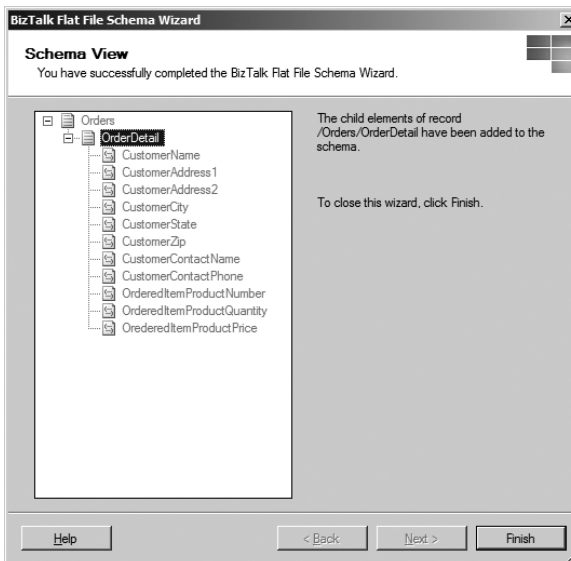 BizTalk Flat File Schema Wizard
Schema View
You have successfully completed the BizTalk Flat File Schema Wizard.
Orders
OrderDetail
CustomerName
CustomerAddress1
CustomerAddress2
CustomerCity
CustomerState
CustomerZip
CustomerContactName
CustomerContactPhone
OrderedItemProductNumber
OrderedItemProductQuantity
OrederedItemProductPrice
The child elements of record
/Orders/OrderDetail have been added to the
schema.
To close this wizard, click Finish.
Help
< Back
Next >
Finish